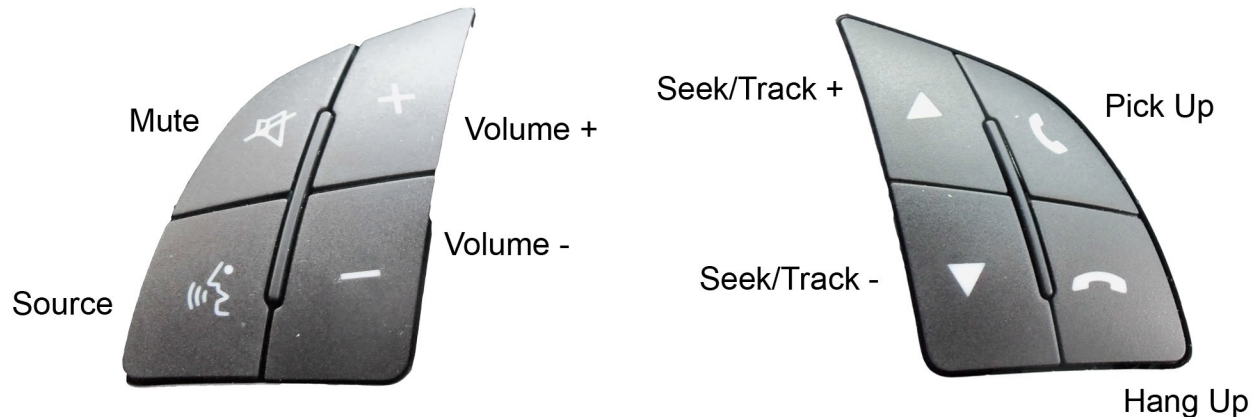 Mute
Volume +
Volume -
Source
Seek/Track +
Pick Up
Seek/Track -
Hang Up